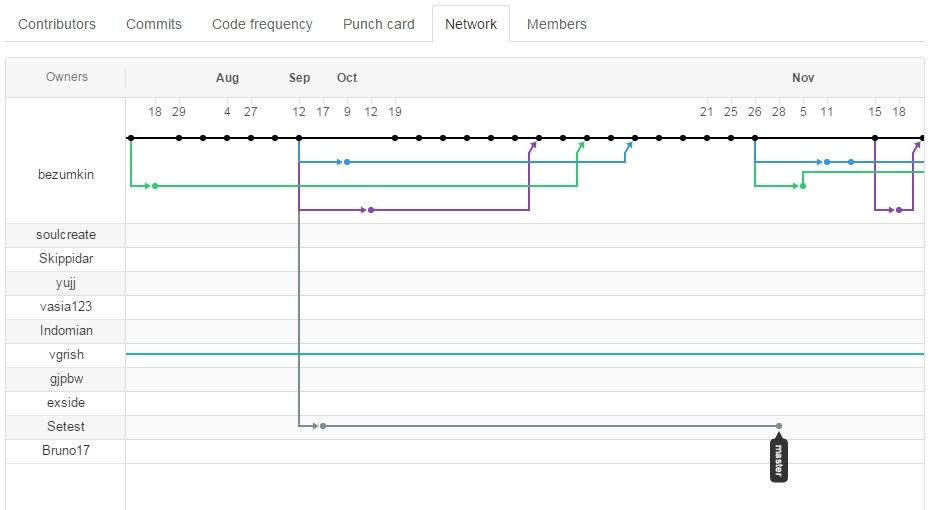 Contributors Commits Code frequency Punch card Network Members
Owners Aug Sep Oct Nov
18 29 4 27 12 17 9 12 19 21 25 26 28 5 11 15 18
bezumkin
soulcreate
Skippidar
yujj
vasia123
Indomian
vgrish
gjpbw
exside
Setest
master
Bruno17